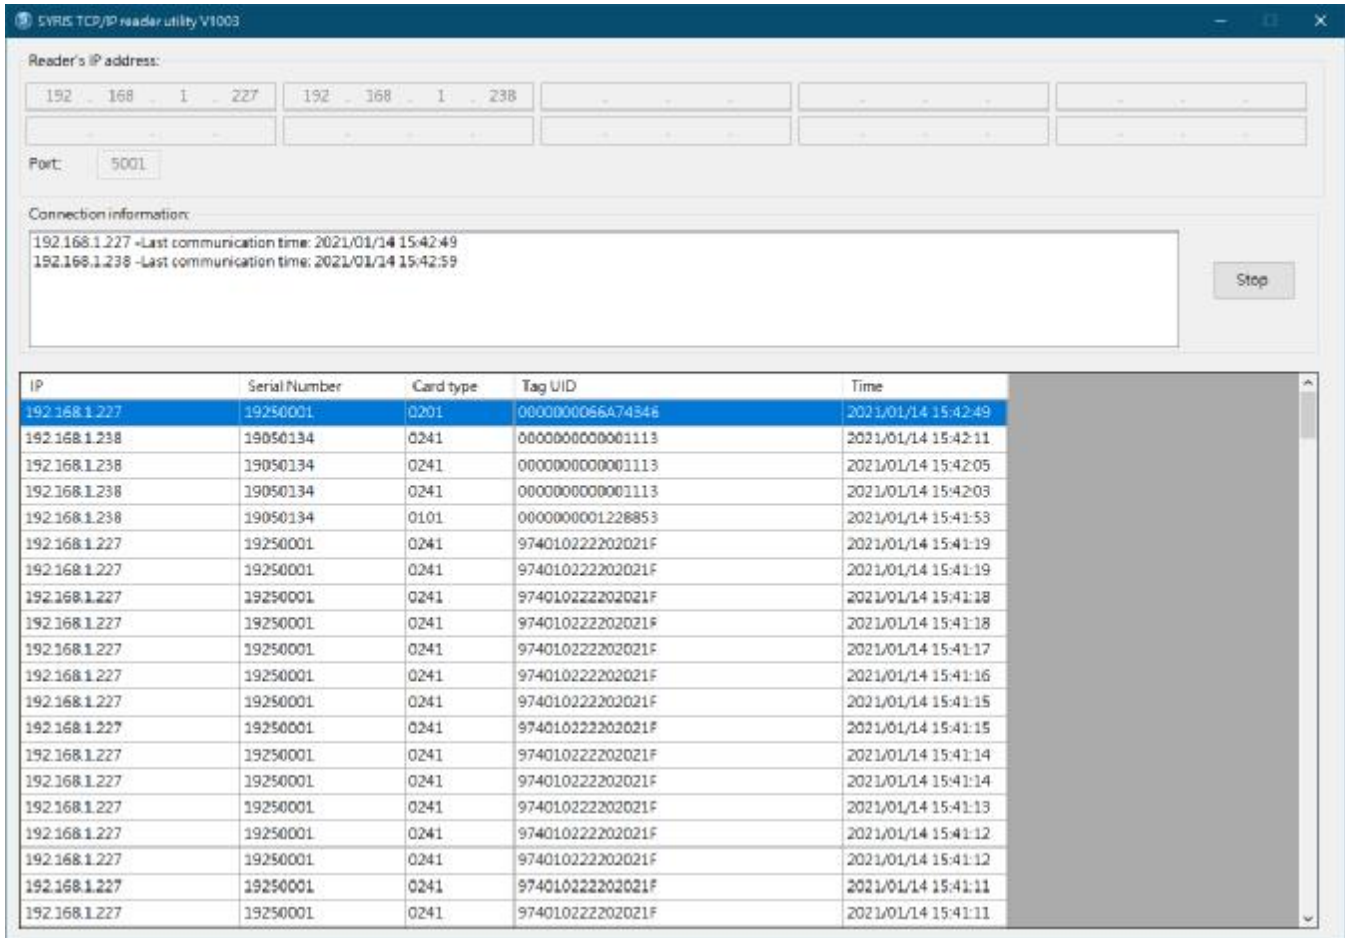 SYRIS TCP/IP reader utility V1003
Reader's IP address:
192 . 168 . 1 . 227 192 . 168 . 1 . 238
Port: 5001
Connection information:
192.168.1.227 -Last communication time: 2021/01/14 15:42:49
192.168.1.238 -Last communication time: 2021/01/14 15:42:59
Stop
IP Serial Number Card type Tag UID Time
192.168.1.227 19250001 0201 0000000066A74346 2021/01/14 15:42:49
192.168.1.238 19050134 0241 0000000000001113 2021/01/14 15:42:11
192.168.1.238 19050134 0241 0000000000001113 2021/01/14 15:42:05
192.168.1.238 19050134 0241 0000000000001113 2021/01/14 15:42:03
192.168.1.238 19050134 0101 0000000001228853 2021/01/14 15:41:53
192.168.1.227 19250001 0241 974010222202021F 2021/01/14 15:41:19
192.168.1.227 19250001 0241 974010222202021F 2021/01/14 15:41:19
192.168.1.227 19250001 0241 974010222202021F 2021/01/14 15:41:18
192.168.1.227 19250001 0241 974010222202021F 2021/01/14 15:41:18
192.168.1.227 19250001 0241 974010222202021F 2021/01/14 15:41:17
192.168.1.227 19250001 0241 974010222202021F 2021/01/14 15:41:16
192.168.1.227 19250001 0241 974010222202021F 2021/01/14 15:41:15
192.168.1.227 19250001 0241 974010222202021F 2021/01/14 15:41:15
192.168.1.227 19250001 0241 974010222202021F 2021/01/14 15:41:14
192.168.1.227 19250001 0241 974010222202021F 2021/01/14 15:41:14
192.168.1.227 19250001 0241 974010222202021F 2021/01/14 15:41:13
192.168.1.227 19250001 0241 974010222202021F 2021/01/14 15:41:12
192.168.1.227 19250001 0241 974010222202021F 2021/01/14 15:41:12
192.168.1.227 19250001 0241 974010222202021F 2021/01/14 15:41:11
192.168.1.227 19250001 0241 974010222202021F 2021/01/14 15:41:11